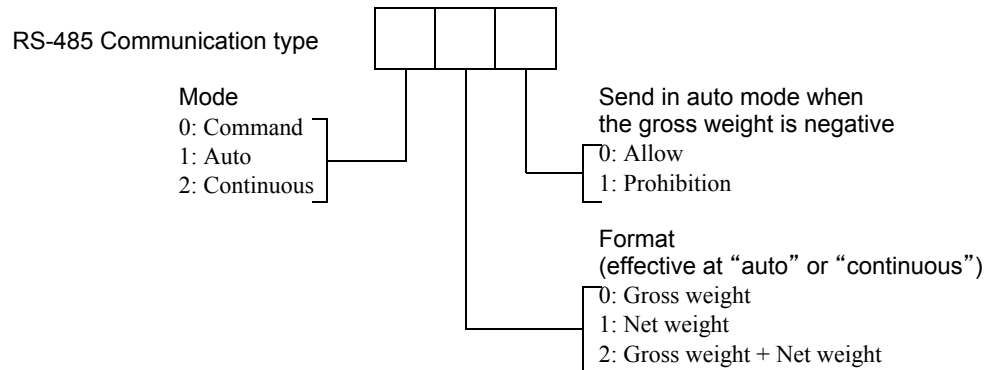 RS-485 Communication type
Mode
0: Command
1: Auto
2: Continuous
Send in auto mode when
the gross weight is negative
0: Allow
1: Prohibition
Format
(effective at “auto” or “continuous”)
0: Gross weight
1: Net weight
2: Gross weight + Net weight